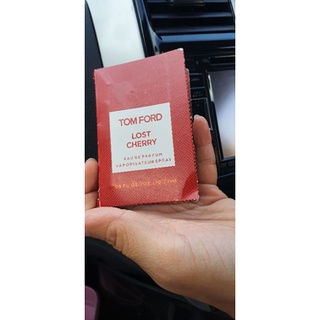 TOM FORD
LOST
CHERRY
EAU DE PARFUM
VAPORISATEUR SPRAY